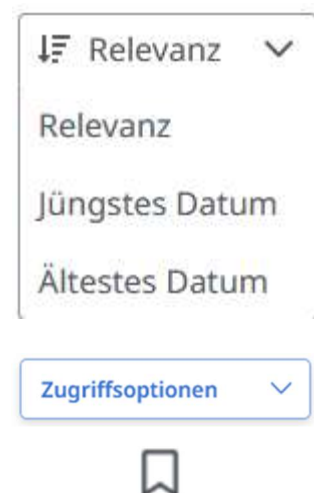 Relevanz
Relevanz
Jüngstes Datum
Ältestes Datum
Zugriffsoptionen